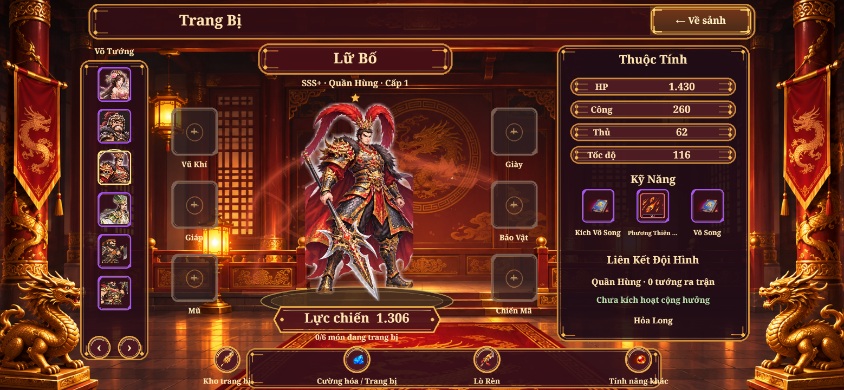 Trang Bị
← Về sảnh
Võ Tướng
Lữ Bố
SSS+ · Quần Hùng · Cấp 1
Vũ Khí
Giáp
Mũ
Giày
Bảo Vật
Chiến Mã
Lực chiến 1.306
0/6 món đang trang bị
Thuộc Tính
HP 1.430
Công 260
Thủ 62
Tốc độ 116
Kỹ Năng
Kích Vô Song
Phương Thiên ...
Vô Song
Liên Kết Đội Hình
Quần Hùng · 0 tướng ra trận
Chưa kích hoạt cộng hưởng
Hỏa Long
‹ ›
Kho trang bị
Cường hóa / Trang bị
Lò Rèn
Tính năng khác